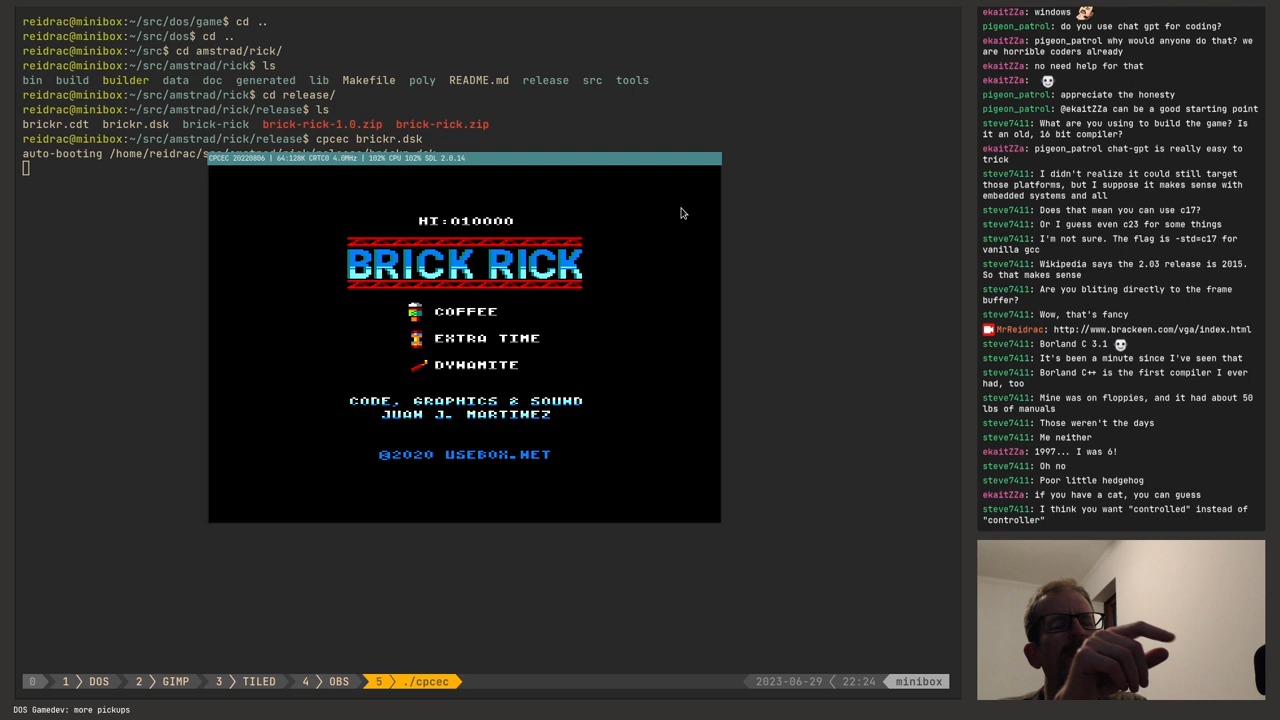 reidrac@minibox:~/src/dos/game$ cd ..
reidrac@minibox:~/src/dos$ cd ..
reidrac@minibox:~/src$ cd amstrad/rick/
reidrac@minibox:~/src/amstrad/rick$ ls
bin build builder data doc generated lib Makefile poly README.md release src tools
reidrac@minibox:~/src/amstrad/rick$ cd release/
reidrac@minibox:~/src/amstrad/rick/release$ ls
brickr.cdt brickr.dsk brick-rick brick-rick-1.0.zip brick-rick.zip
reidrac@minibox:~/src/amstrad/rick/release$ cpcec brickr.dsk
auto-booting /home/reidrac/
CPCEC 20220806 | 64:128K CRTC0 4.0MHz | 102% CPU 102% SDL 2.0.14
HI:010000
BRICK RICK
COFFEE
EXTRA TIME
DYNAMITE
CODE, GRAPHICS & SOUND
JUAN J. MARTINEZ
@2020 USEBOX.NET
0 1 DOS 2 GIMP 3 TILED 4 OBS 5 ./cpcec 2023-06-29 22:24 minibox
DOS Gamedev: more pickups
ekaitZZa: windows
pigeon_patrol: do you use chat gpt for coding?
ekaitZZa: pigeon_patrol why would anyone do that? we
are horrible coders already
ekaitZZa: no need help for that
ekaitZZa:
pigeon_patrol: appreciate the honesty
pigeon_patrol: @ekaitZZa can be a good starting point
steve7411: What are you using to build the game? Is
it an old, 16 bit compiler?
ekaitZZa: pigeon_patrol chat-gpt is really easy to
trick
steve7411: I didn't realize it could still target
those platforms, but I suppose it makes sense with
embedded systems and all
steve7411: Does that mean you can use c17?
steve7411: Or I guess even c23 for some things
steve7411: I'm not sure. The flag is -std=c17 for
vanilla gcc
steve7411: Wikipedia says the 2.03 release is 2015.
So that makes sense
steve7411: Are you bliting directly to the frame
buffer?
steve7411: Wow, that's fancy
MrReidrac: http://www.brackeen.com/vga/index.html
steve7411: Borland C 3.1
steve7411: It's been a minute since I've seen that
steve7411: Borland C++ is the first compiler I ever
had, too
steve7411: Mine was on floppies, and it had about 50
lbs of manuals
steve7411: Those weren't the days
steve7411: Me neither
ekaitZZa: 1997... I was 6!
steve7411: Oh no
steve7411: Poor little hedgehog
ekaitZZa: if you have a cat, you can guess
steve7411: I think you want "controlled" instead of
"controller"